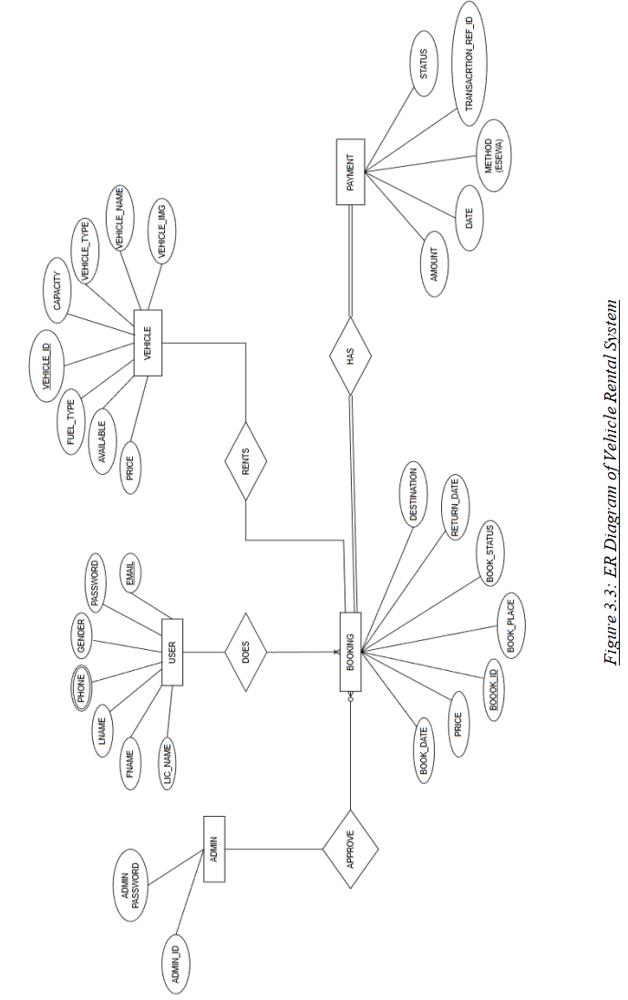 VEHICLE_ID
CAPACITY
VEHICLE_TYPE
VEHICLE_NAME
VEHICLE_IMG
FUEL_TYPE
AVAILABLE
PRICE
VEHICLE
PHONE
GENDER
PASSWORD
EMAIL
LNAME
FNAME
LIC_NAME
USER
ADMIN
PASSWORD
ADMIN_ID
ADMIN
APPROVE
DOES
RENTS
HAS
BOOKING
PAYMENT
BOOK_DATE
PRICE
BOOOK_ID
BOOK_PLACE
BOOK_STATUS
RETURN_DATE
DESTINATION
AMOUNT
DATE
METHOD
(ESEWA)
TRANSACRTION_REF_ID
STATUS
Figure 3.3: ER Diagram of Vehicle Rental System